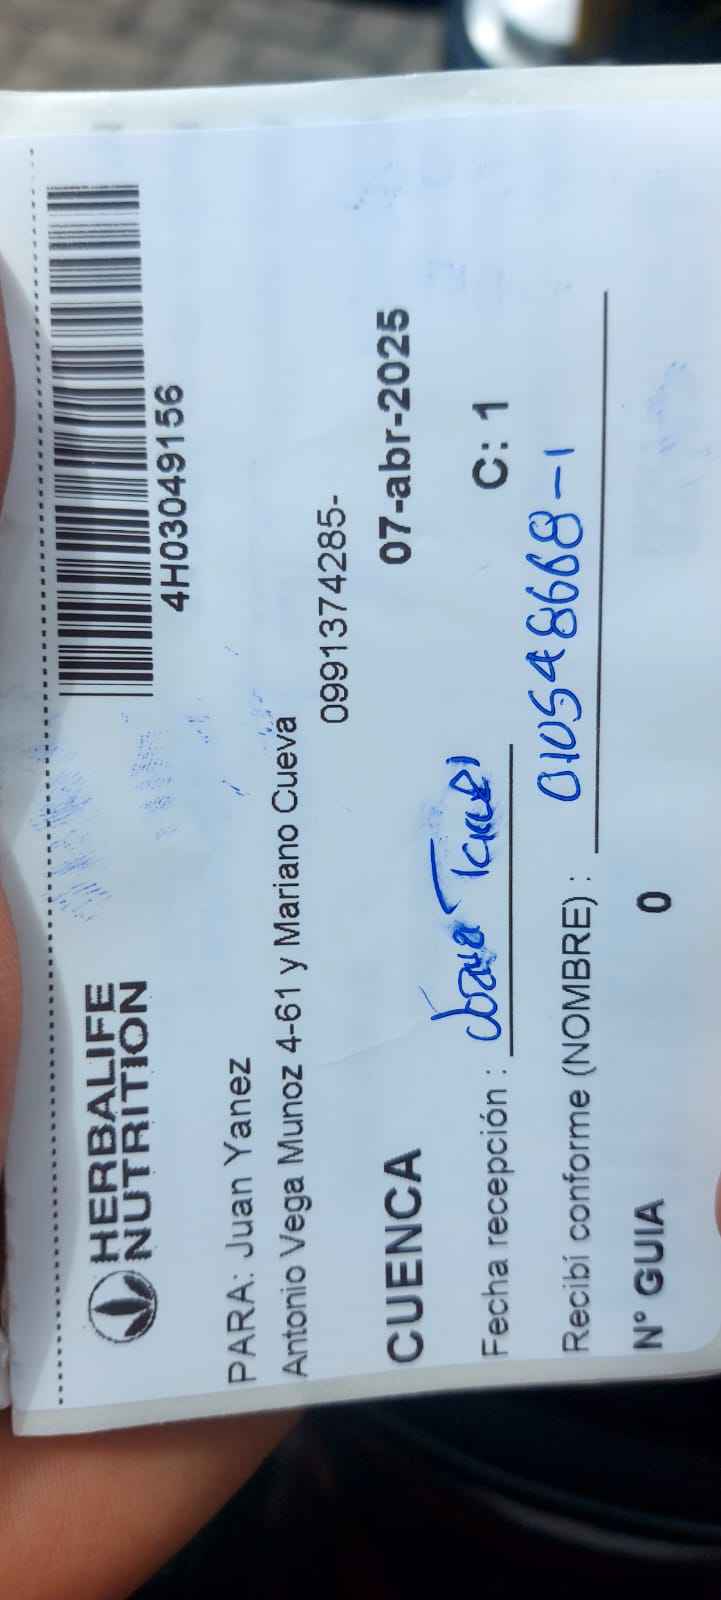 HERBALIFE
NUTRITION
4H03049156
PARA: Juan Yanez
Antonio Vega Munoz 4-61 y Mariano Cueva
0991374285-
CUENCA 07-abr-2025
Fecha recepción : C: 1
Recibí conforme (NOMBRE) : 010548668-1
N° GUIA 0